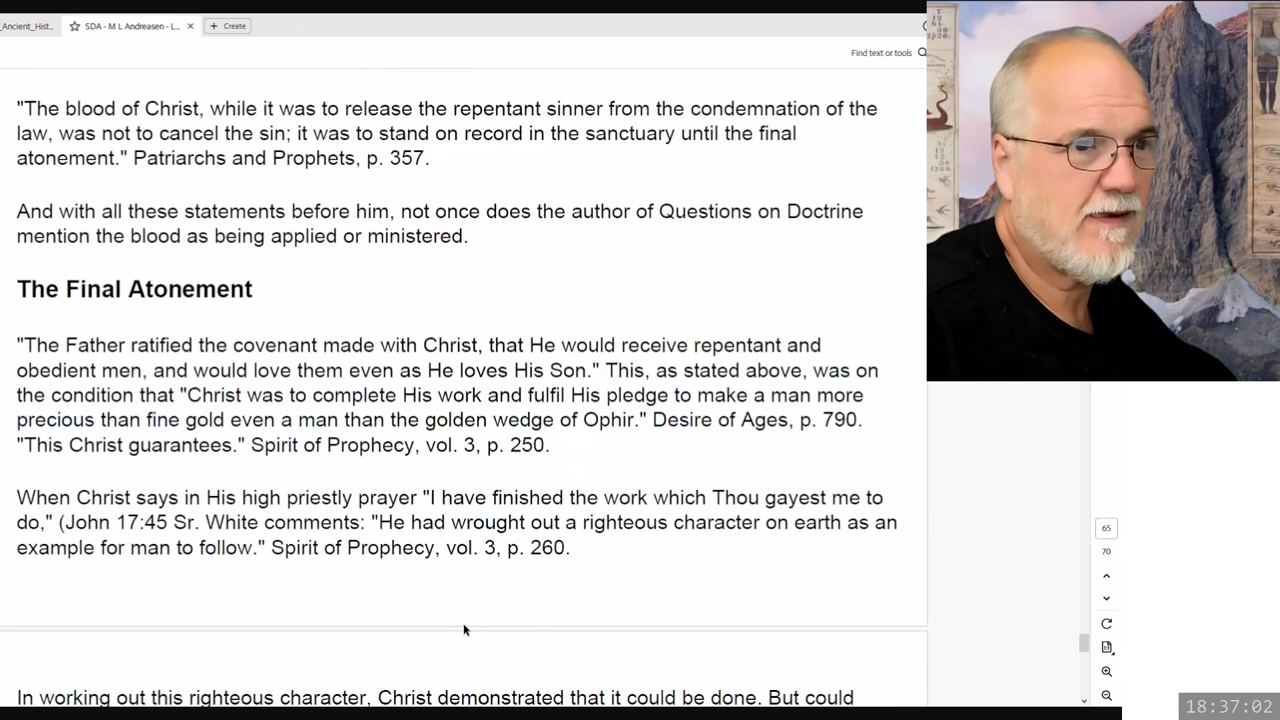 _Ancient_Hist...
SDA - M L Andreasen - L...
Create
Find text or tools
"The blood of Christ, while it was to release the repentant sinner from the condemnation of the
law, was not to cancel the sin; it was to stand on record in the sanctuary until the final
atonement." Patriarchs and Prophets, p. 357.
And with all these statements before him, not once does the author of Questions on Doctrine
mention the blood as being applied or ministered.
The Final Atonement
"The Father ratified the covenant made with Christ, that He would receive repentant and
obedient men, and would love them even as He loves His Son." This, as stated above, was on
the condition that "Christ was to complete His work and fulfil His pledge to make a man more
precious than fine gold even a man than the golden wedge of Ophir." Desire of Ages, p. 790.
"This Christ guarantees." Spirit of Prophecy, vol. 3, p. 250.
When Christ says in His high priestly prayer "I have finished the work which Thou gayest me to
do," (John 17:45 Sr. White comments: "He had wrought out a righteous character on earth as an
example for man to follow." Spirit of Prophecy, vol. 3, p. 260.
In working out this righteous character, Christ demonstrated that it could be done. But could
65
70
18:37:02